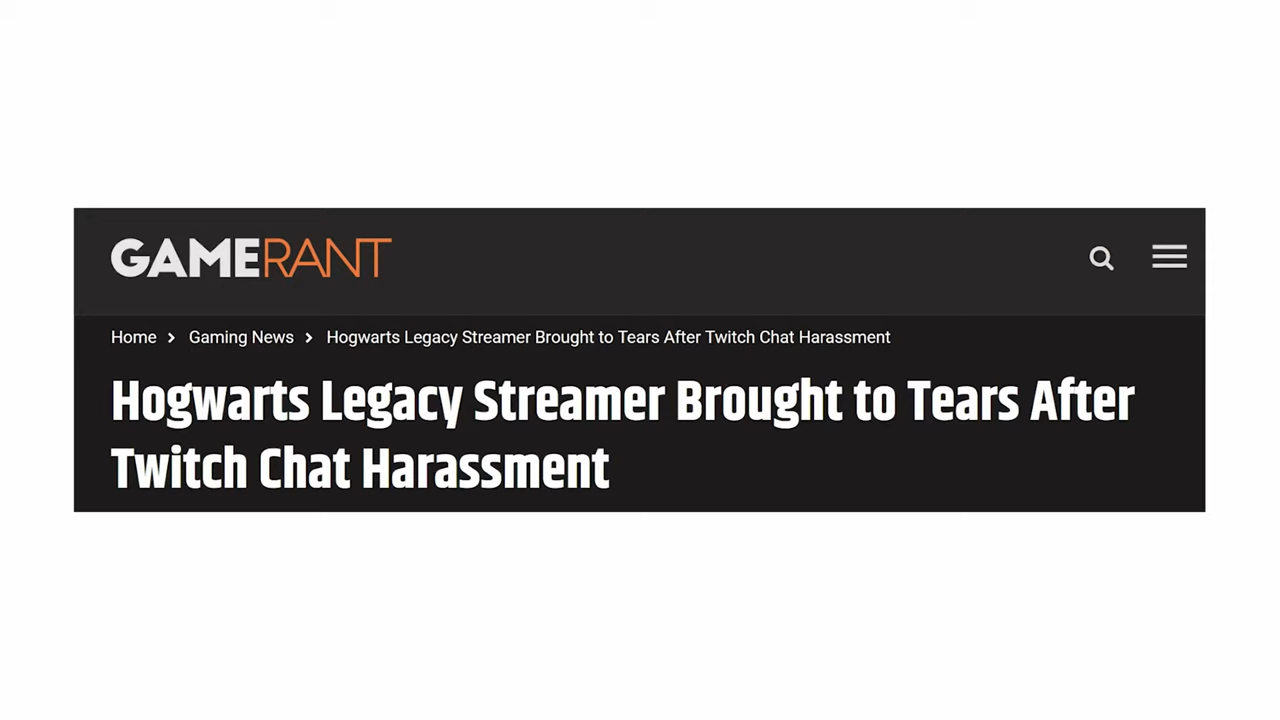 GAMERANT
Home > Gaming News > Hogwarts Legacy Streamer Brought to Tears After Twitch Chat Harassment
Hogwarts Legacy Streamer Brought to Tears After
Twitch Chat Harassment